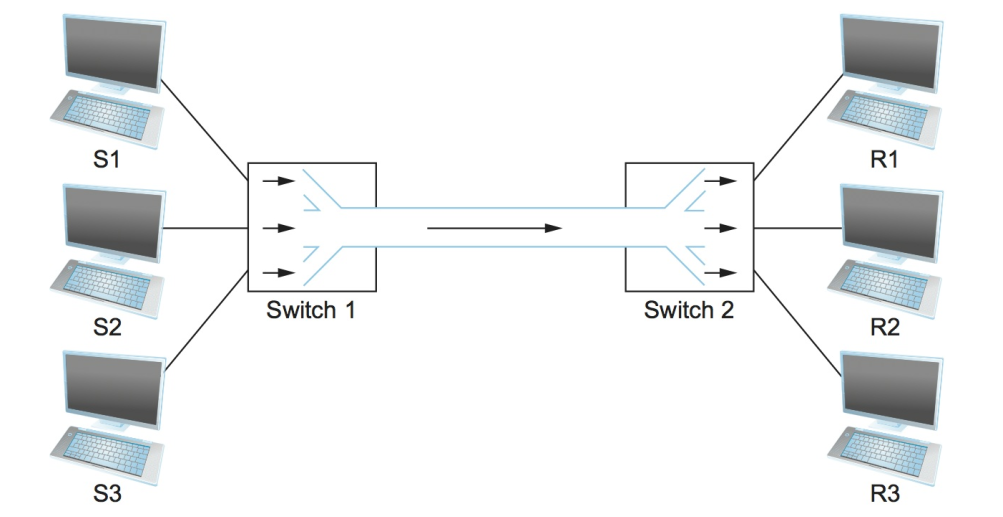 S1
R1
S2
Switch 1
Switch 2
R2
S3
R3